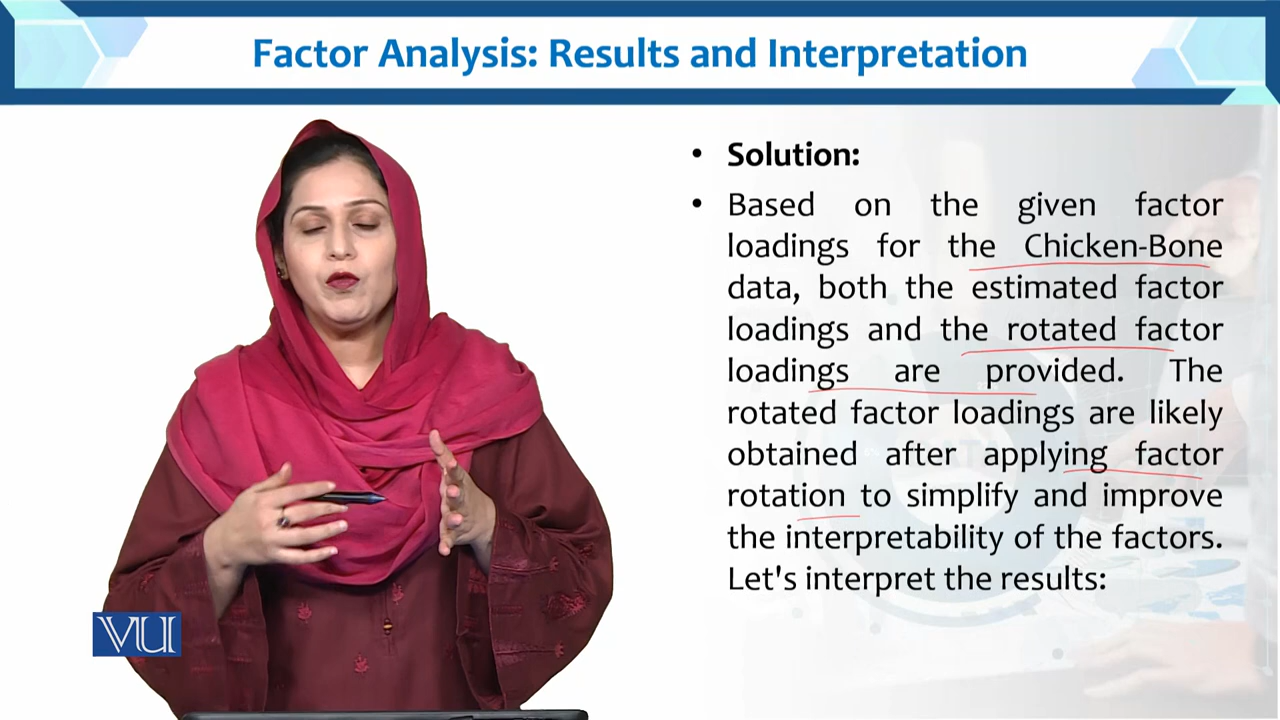 Factor Analysis: Results and Interpretation
• Solution:
• Based on the given factor
loadings for the Chicken-Bone
data, both the estimated factor
loadings and the rotated factor
loadings are provided. The
rotated factor loadings are likely
obtained after applying factor
rotation to simplify and improve
the interpretability of the factors.
Let's interpret the results:
VU